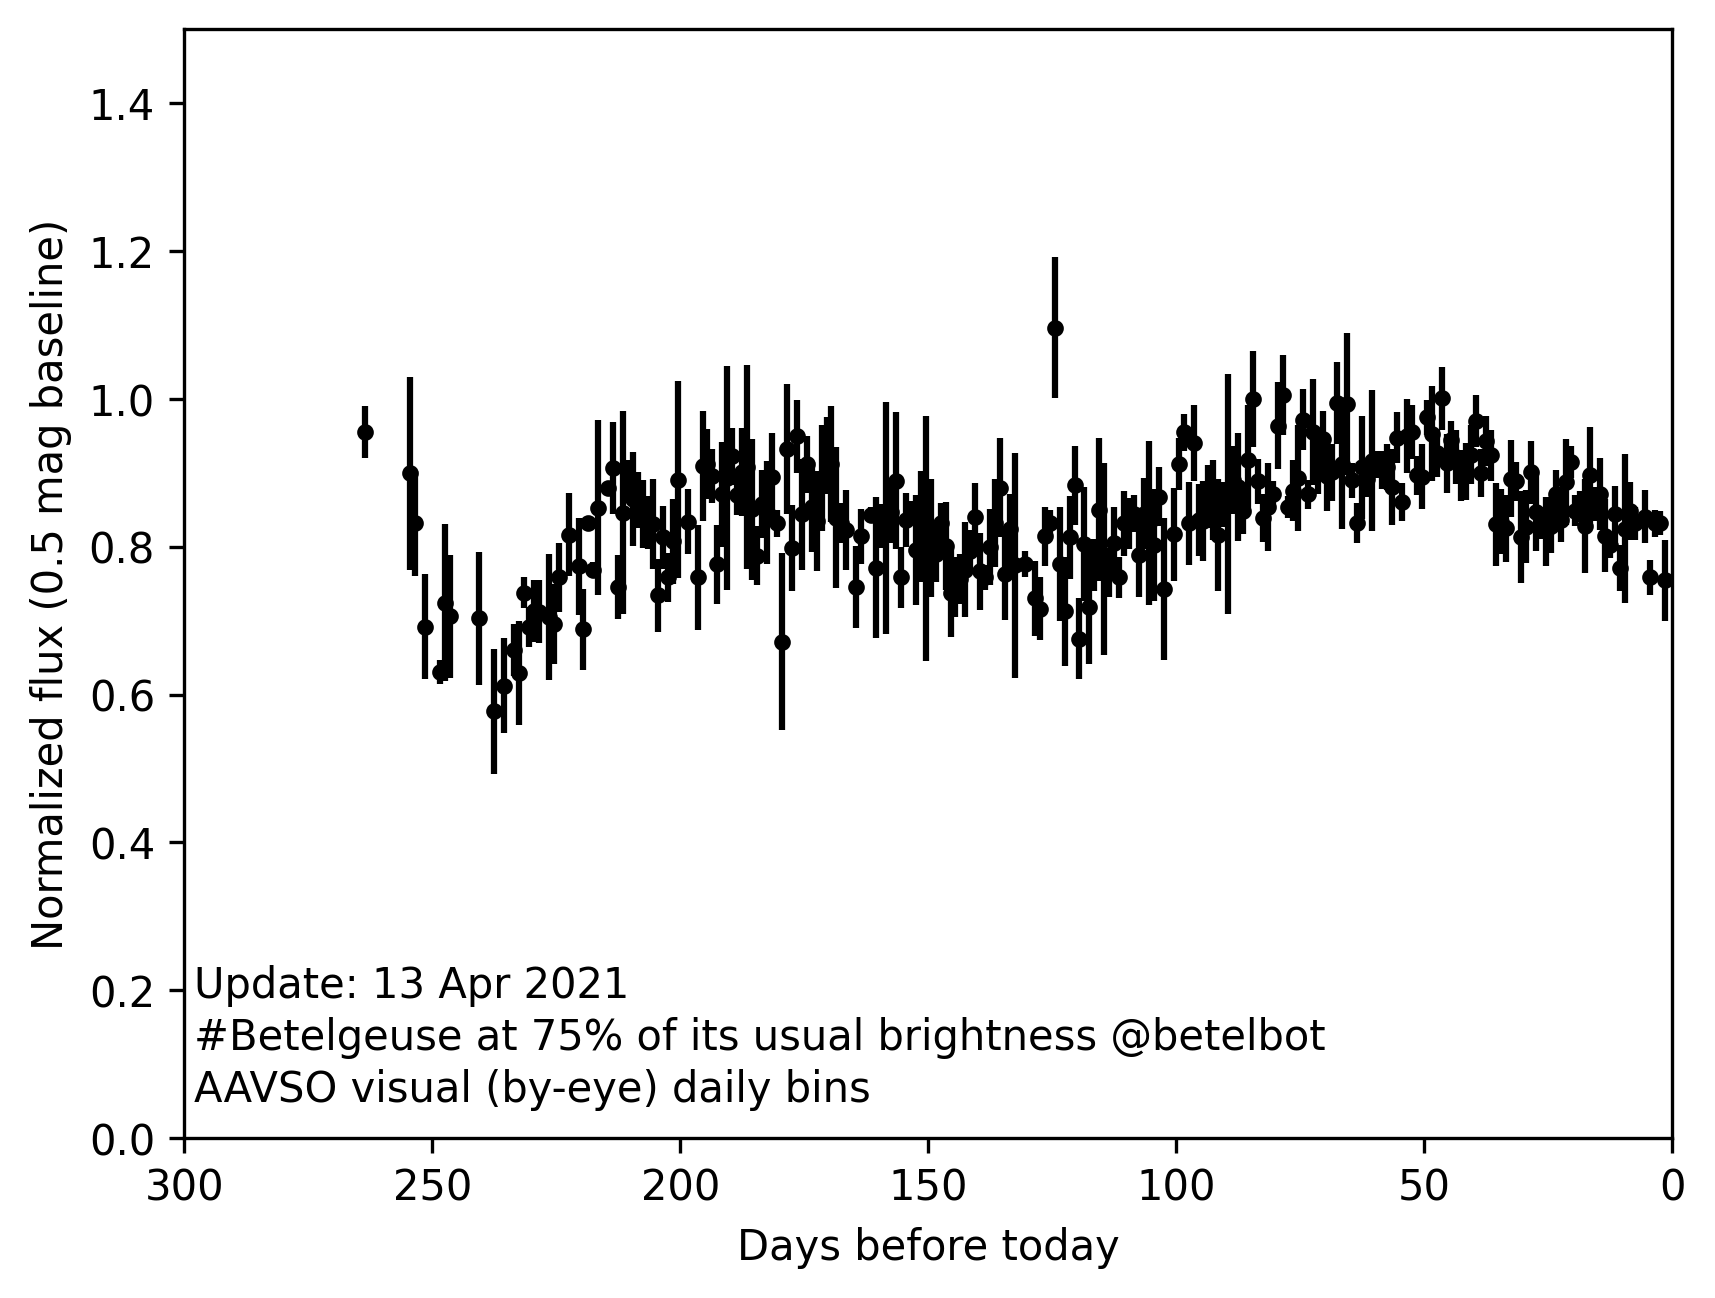 1.4
1.2
1.0
0.8
0.6
0.4
0.2
0.0
Normalized flux (0.5 mag baseline)
Update: 13 Apr 2021
#Betelgeuse at 75% of its usual brightness @betelbot
AAVSO visual (by-eye) daily bins
300 250 200 150 100 50 0
Days before today